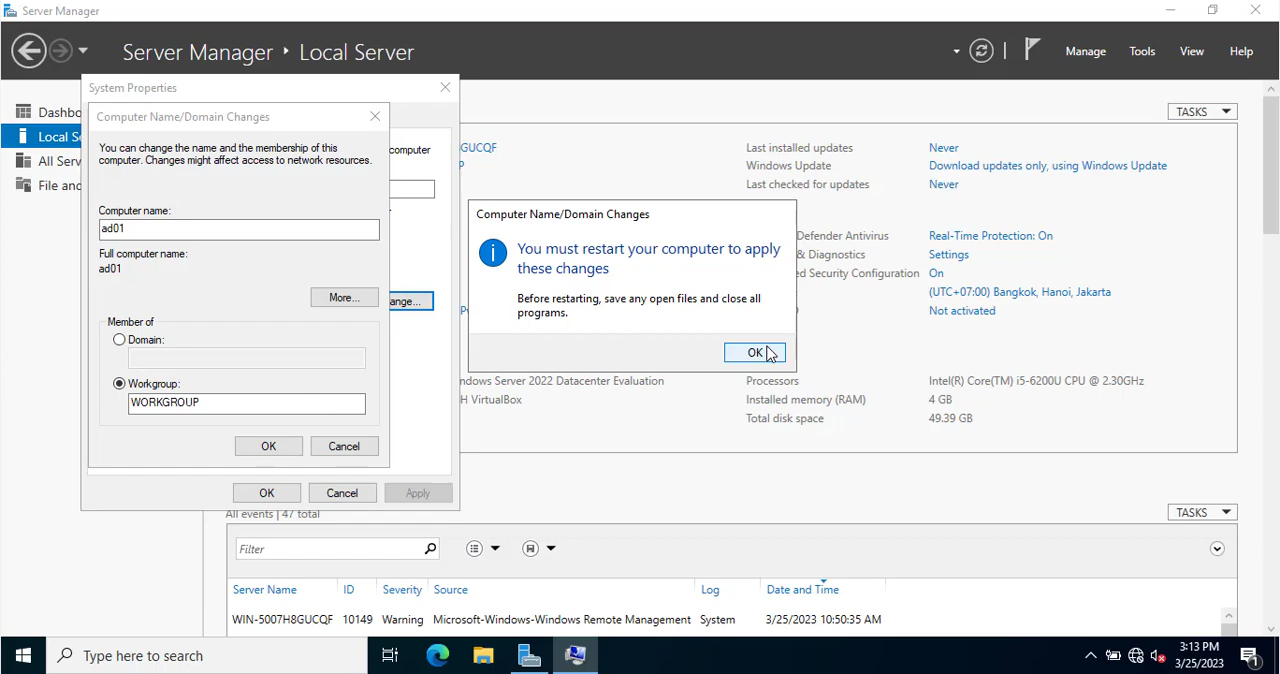 Server Manager
Server Manager ‣ Local Server
Manage Tools View Help
Dashbo
Local Se
All Serv
File and
System Properties
computer
ange...
OK Cancel Apply
Computer Name/Domain Changes
You can change the name and the membership of this
computer. Changes might affect access to network resources.
Computer name:
ad01
Full computer name:
ad01
More...
Member of
Domain:
Workgroup:
WORKGROUP
OK Cancel
Computer Name/Domain Changes
You must restart your computer to apply
these changes
Before restarting, save any open files and close all
programs.
OK
TASKS
GUCQF
Last installed updates Never
Windows Update Download updates only, using Windows Update
Last checked for updates Never
Defender Antivirus Real-Time Protection: On
& Diagnostics Settings
ed Security Configuration On
(UTC+07:00) Bangkok, Hanoi, Jakarta
Not activated
ndows Server 2022 Datacenter Evaluation Processors Intel(R) Core(TM) i5-6200U CPU @ 2.30GHz
H VirtualBox Installed memory (RAM) 4 GB
Total disk space 49.39 GB
All events | 47 total
TASKS
Filter
Server Name ID Severity Source Log Date and Time
WIN-5007H8GUCQF 10149 Warning Microsoft-Windows-Windows Remote Management System 3/25/2023 10:50:35 AM
Type here to search
3:13 PM
3/25/2023
1